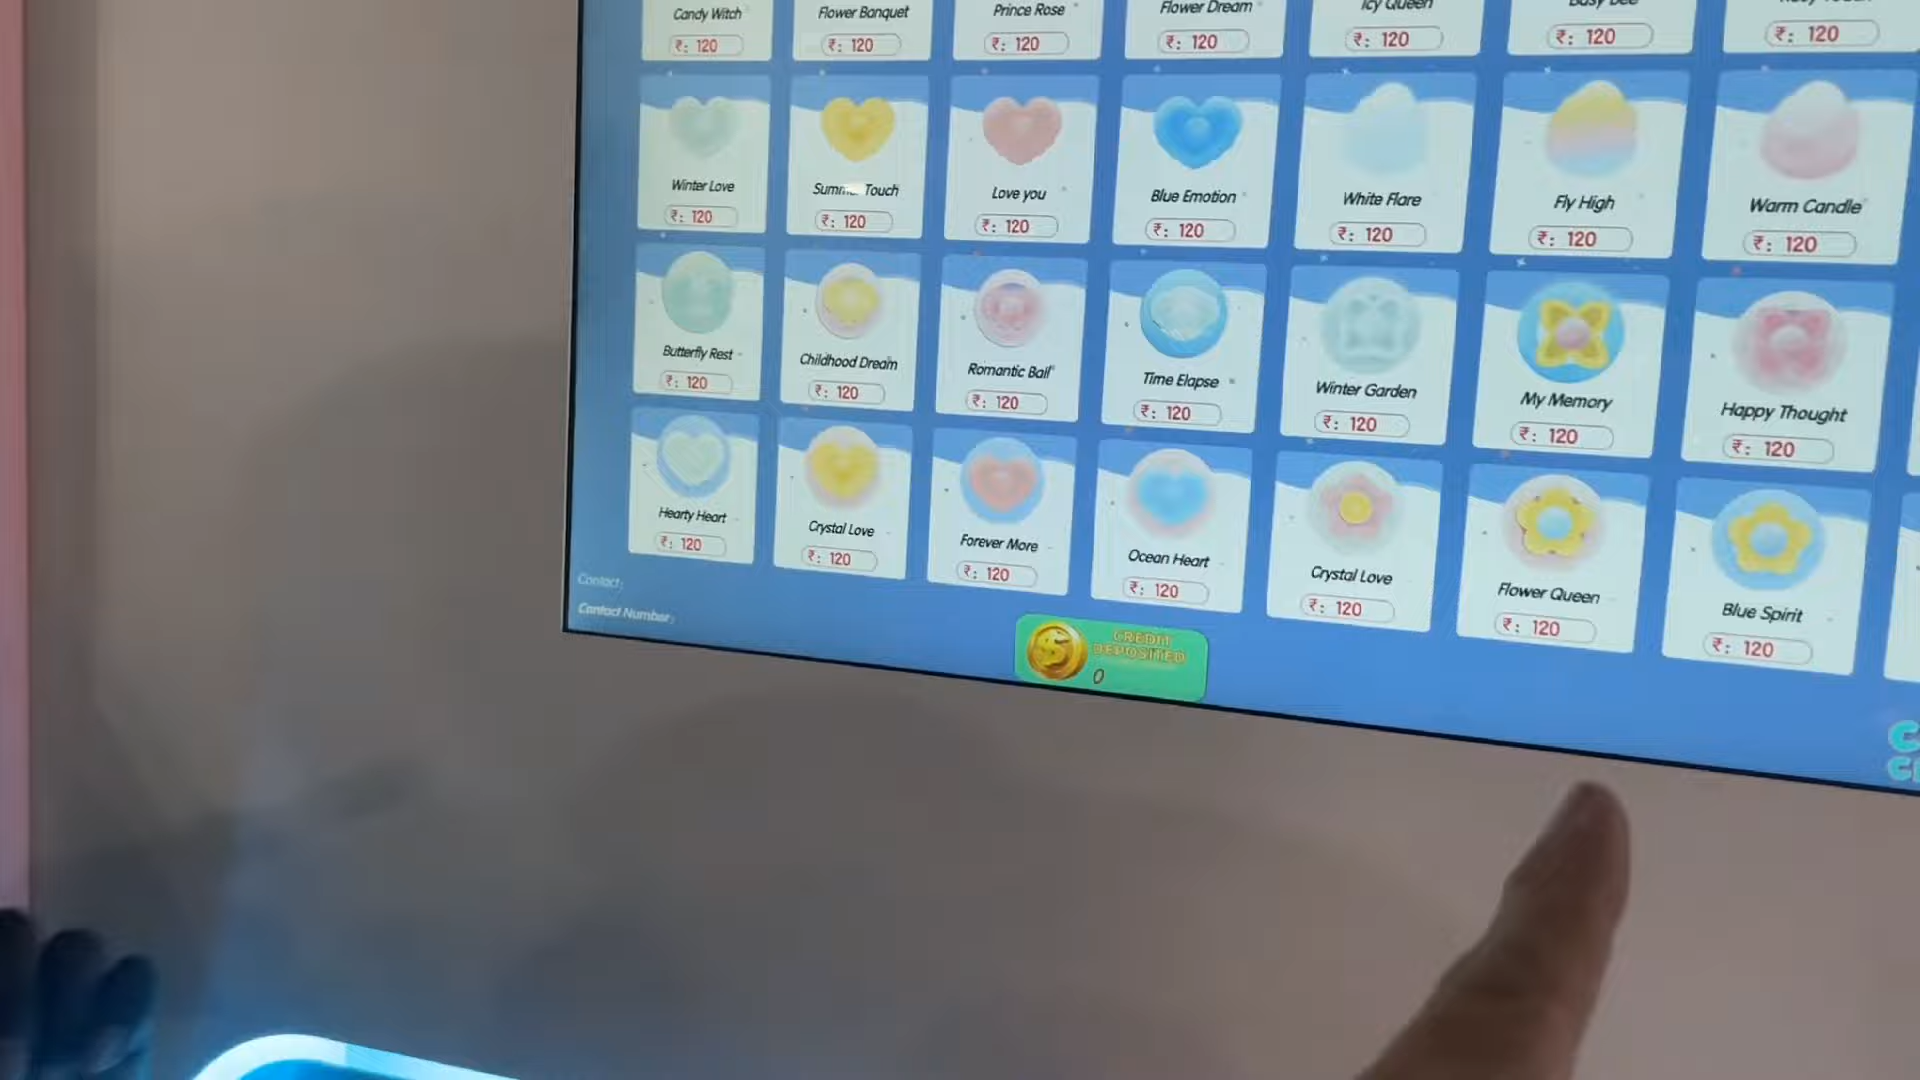 Candy Witch
Flower Banquet
Prince Rose
Flower Dream
Icy Queen
Busy Bee
₹: 120
₹: 120
₹: 120
₹: 120
₹: 120
₹: 120
₹: 120
Winter Love
Touch
Love you
Blue Emotion
White Flare
Fly High
Warm Candle
₹: 120
₹: 120
₹: 120
₹: 120
₹: 120
₹: 120
₹: 120
Butterfly Rest
Childhood Dream
Romantic Ball
Time Elapse
Winter Garden
My Memory
Happy Thought
₹: 120
₹: 120
₹: 120
₹: 120
₹: 120
₹: 120
₹: 120
Hearty Heart
Crystal Love
Forever More
Ocean Heart
Crystal Love
Flower Queen
Blue Spirit
₹: 120
₹: 120
₹: 120
₹: 120
₹: 120
₹: 120
₹: 120
Contact:
Contact Number:
CREDIT
DEPOSITED
0